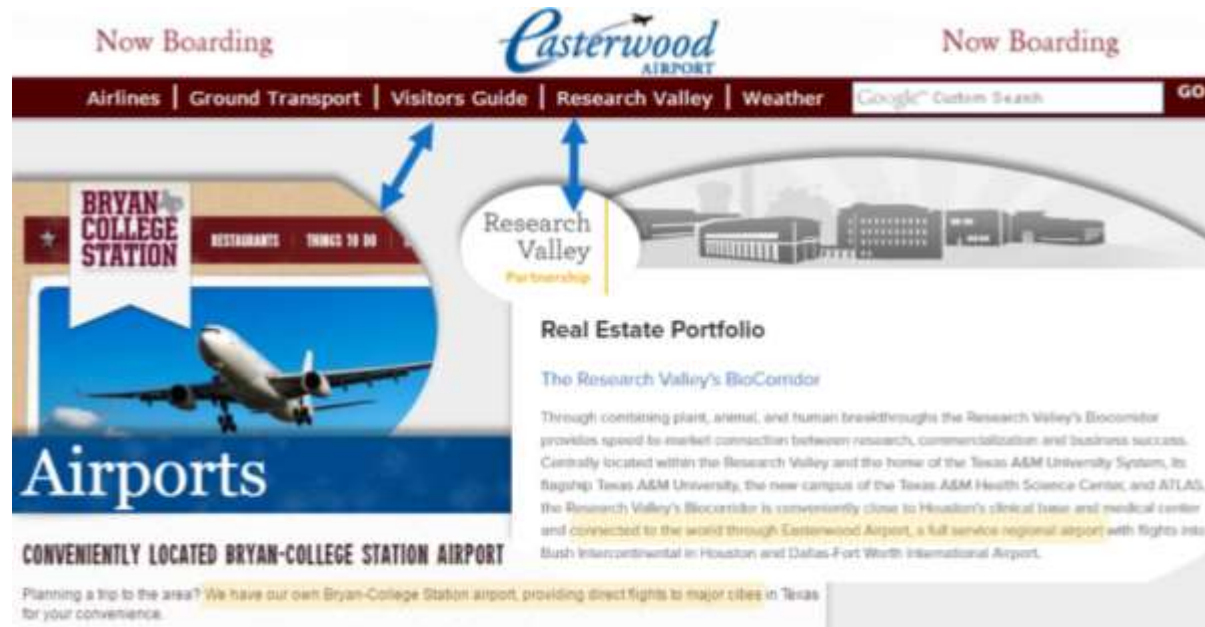 Now Boarding
Easterwood
AIRPORT
Now Boarding
Airlines | Ground Transport | Visitors Guide | Research Valley | Weather
Google™ Custom Search
GO
BRYAN
COLLEGE
STATION
RESTAURANTS
THINGS TO DO
Research
Valley
Partnership
Airports
CONVENIENTLY LOCATED BRYAN-COLLEGE STATION AIRPORT
Planning a trip to the area? We have our own Bryan-College Station airport, providing direct flights to major cities in Texas
for your convenience.
Real Estate Portfolio
The Research Valley's BioCorridor
Through combining plant, animal, and human breakthroughs the Research Valley's Biocorridor
provides speed to market connection between research, commercialization and business success.
Centrally located within the Research Valley and the home of the Texas A&M University System, its
flagship Texas A&M University, the new campus of the Texas A&M Health Science Center, and ATLAS,
the Research Valley's Biocorridor is conveniently close to Houston's clinical base and medical center
and connected to the world through Easterwood Airport, a full service regional airport with flights into
Bush Intercontinental in Houston and Dallas-Fort Worth International Airport.